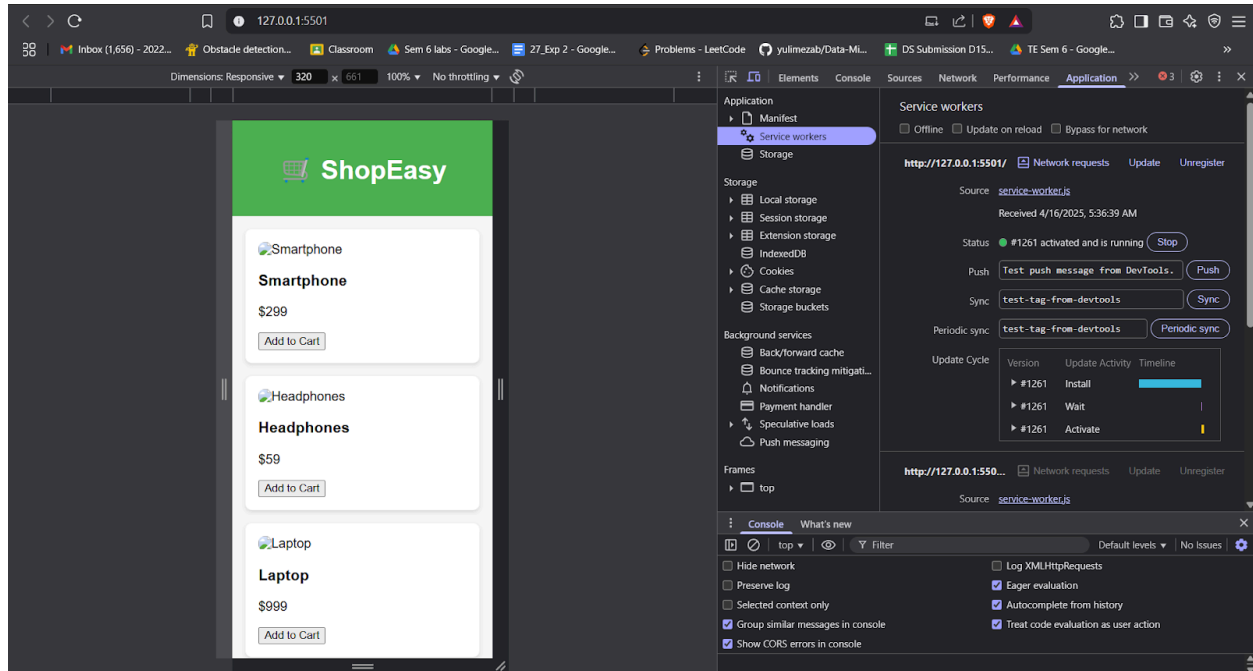 127.0.0.1:5501
Inbox (1,656) - 2022... Obstacle detection... Classroom Sem 6 labs - Google... 27_Exp 2 - Google... Problems - LeetCode yulimezab/Data-Mi... DS Submission D15... TE Sem 6 - Google... »
Dimensions: Responsive ▼ 320 x 661 100% ▼ No throttling ▼
🛒 ShopEasy
Smartphone
Smartphone
$299
Add to Cart
Headphones
Headphones
$59
Add to Cart
Laptop
Laptop
$999
Add to Cart
Elements Console Sources Network Performance Application » 3
Application
Manifest
Service workers
Storage
Storage
Local storage
Session storage
Extension storage
IndexedDB
Cookies
Cache storage
Storage buckets
Background services
Back/forward cache
Bounce tracking mitigati...
Notifications
Payment handler
Speculative loads
Push messaging
Frames
top
Service workers
Offline Update on reload Bypass for network
http://127.0.0.1:5501/ Network requests Update Unregister
Source service-worker.js
Received 4/16/2025, 5:36:39 AM
Status #1261 activated and is running Stop
Push Test push message from DevTools. Push
Sync test-tag-from-devtools Sync
Periodic sync test-tag-from-devtools Periodic sync
Update Cycle Version Update Activity Timeline
#1261 Install
#1261 Wait
#1261 Activate
http://127.0.0.1:550... Network requests Update Unregister
Source service-worker.js
Console What's new
top ▼ Filter Default levels ▼ No Issues
Hide network Log XMLHttpRequests
Preserve log Eager evaluation
Selected context only Autocomplete from history
Group similar messages in console Treat code evaluation as user action
Show CORS errors in console